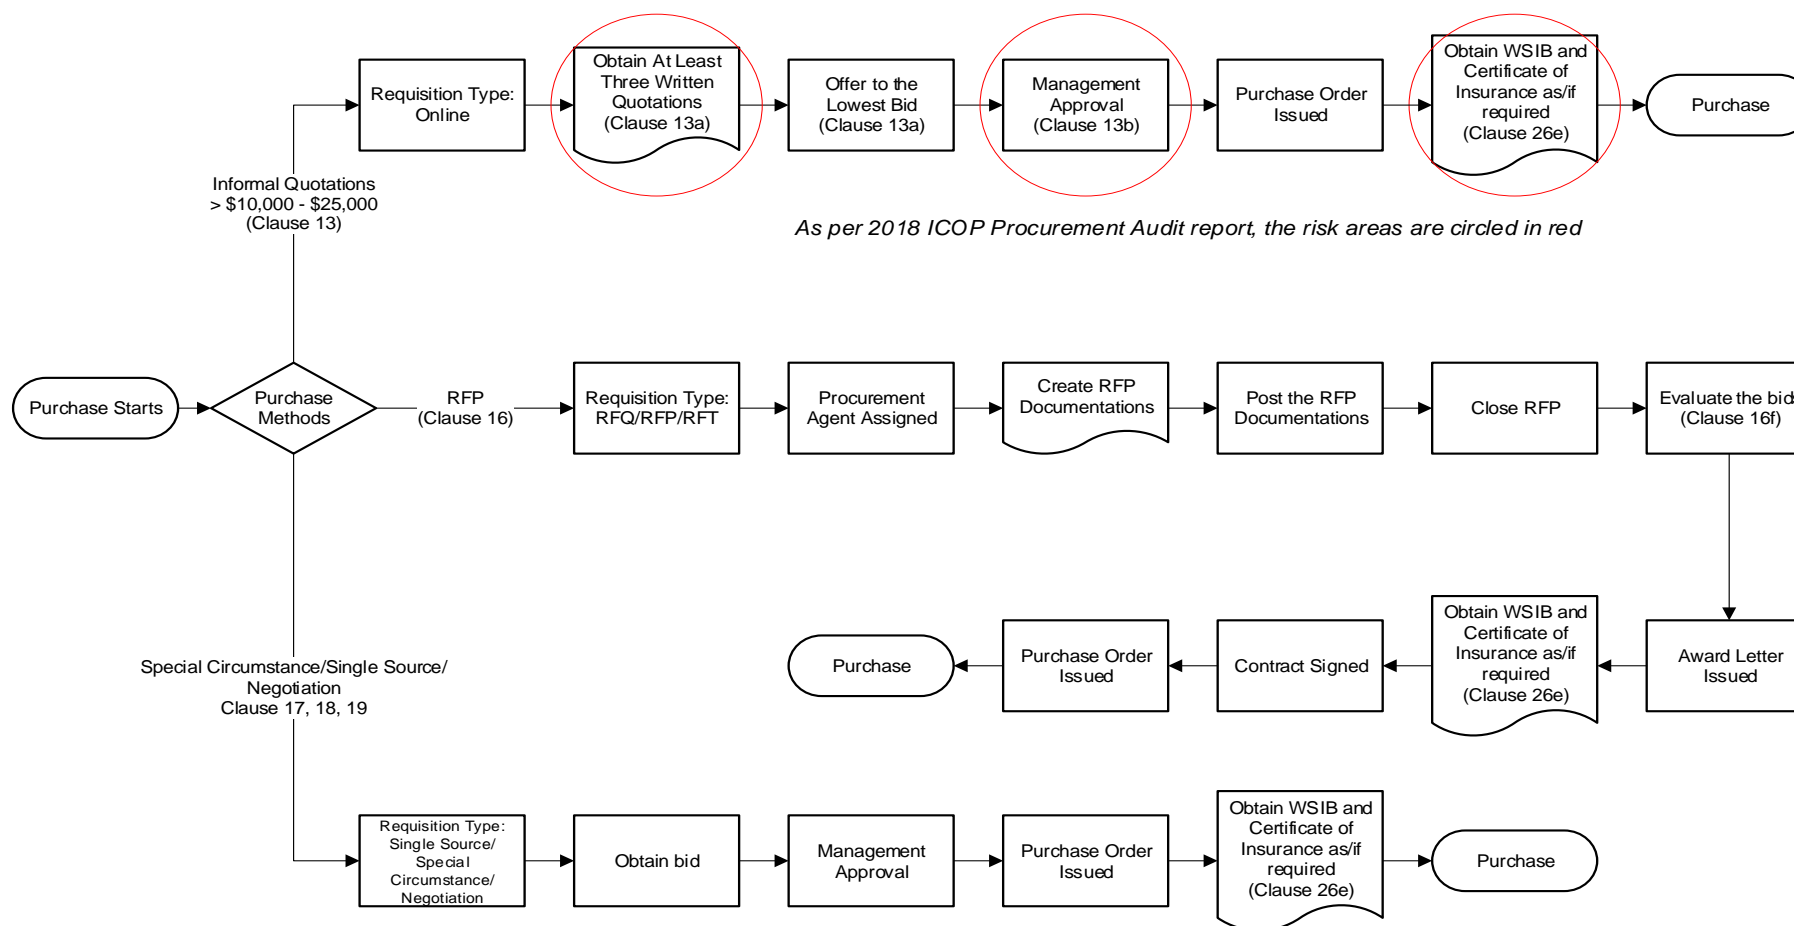 Requisition Type:
Online
Obtain At Least
Three Written
Quotations
(Clause 13a)
Offer to the
Lowest Bid
(Clause 13a)
Management
Approval
(Clause 13b)
Purchase Order
Issued
Obtain WSIB and
Certificate of
Insurance as/if
required
(Clause 26e)
Purchase
Informal Quotations
> $10,000 - $25,000
(Clause 13)
As per 2018 ICOP Procurement Audit report, the risk areas are circled in red
Purchase Starts
Purchase
Methods
RFP
(Clause 16)
Requisition Type:
RFQ/RFP/RFT
Procurement
Agent Assigned
Create RFP
Documentations
Post the RFP
Documentations
Close RFP
Evaluate the bids
(Clause 16f)
Purchase
Purchase Order
Issued
Contract Signed
Obtain WSIB and
Certificate of
Insurance as/if
required
(Clause 26e)
Award Letter
Issued
Special Circumstance/Single Source/
Negotiation
Clause 17, 18, 19
Requisition Type:
Single Source/
Special
Circumstance/
Negotiation
Obtain bid
Management
Approval
Purchase Order
Issued
Obtain WSIB and
Certificate of
Insurance as/if
required
(Clause 26e)
Purchase